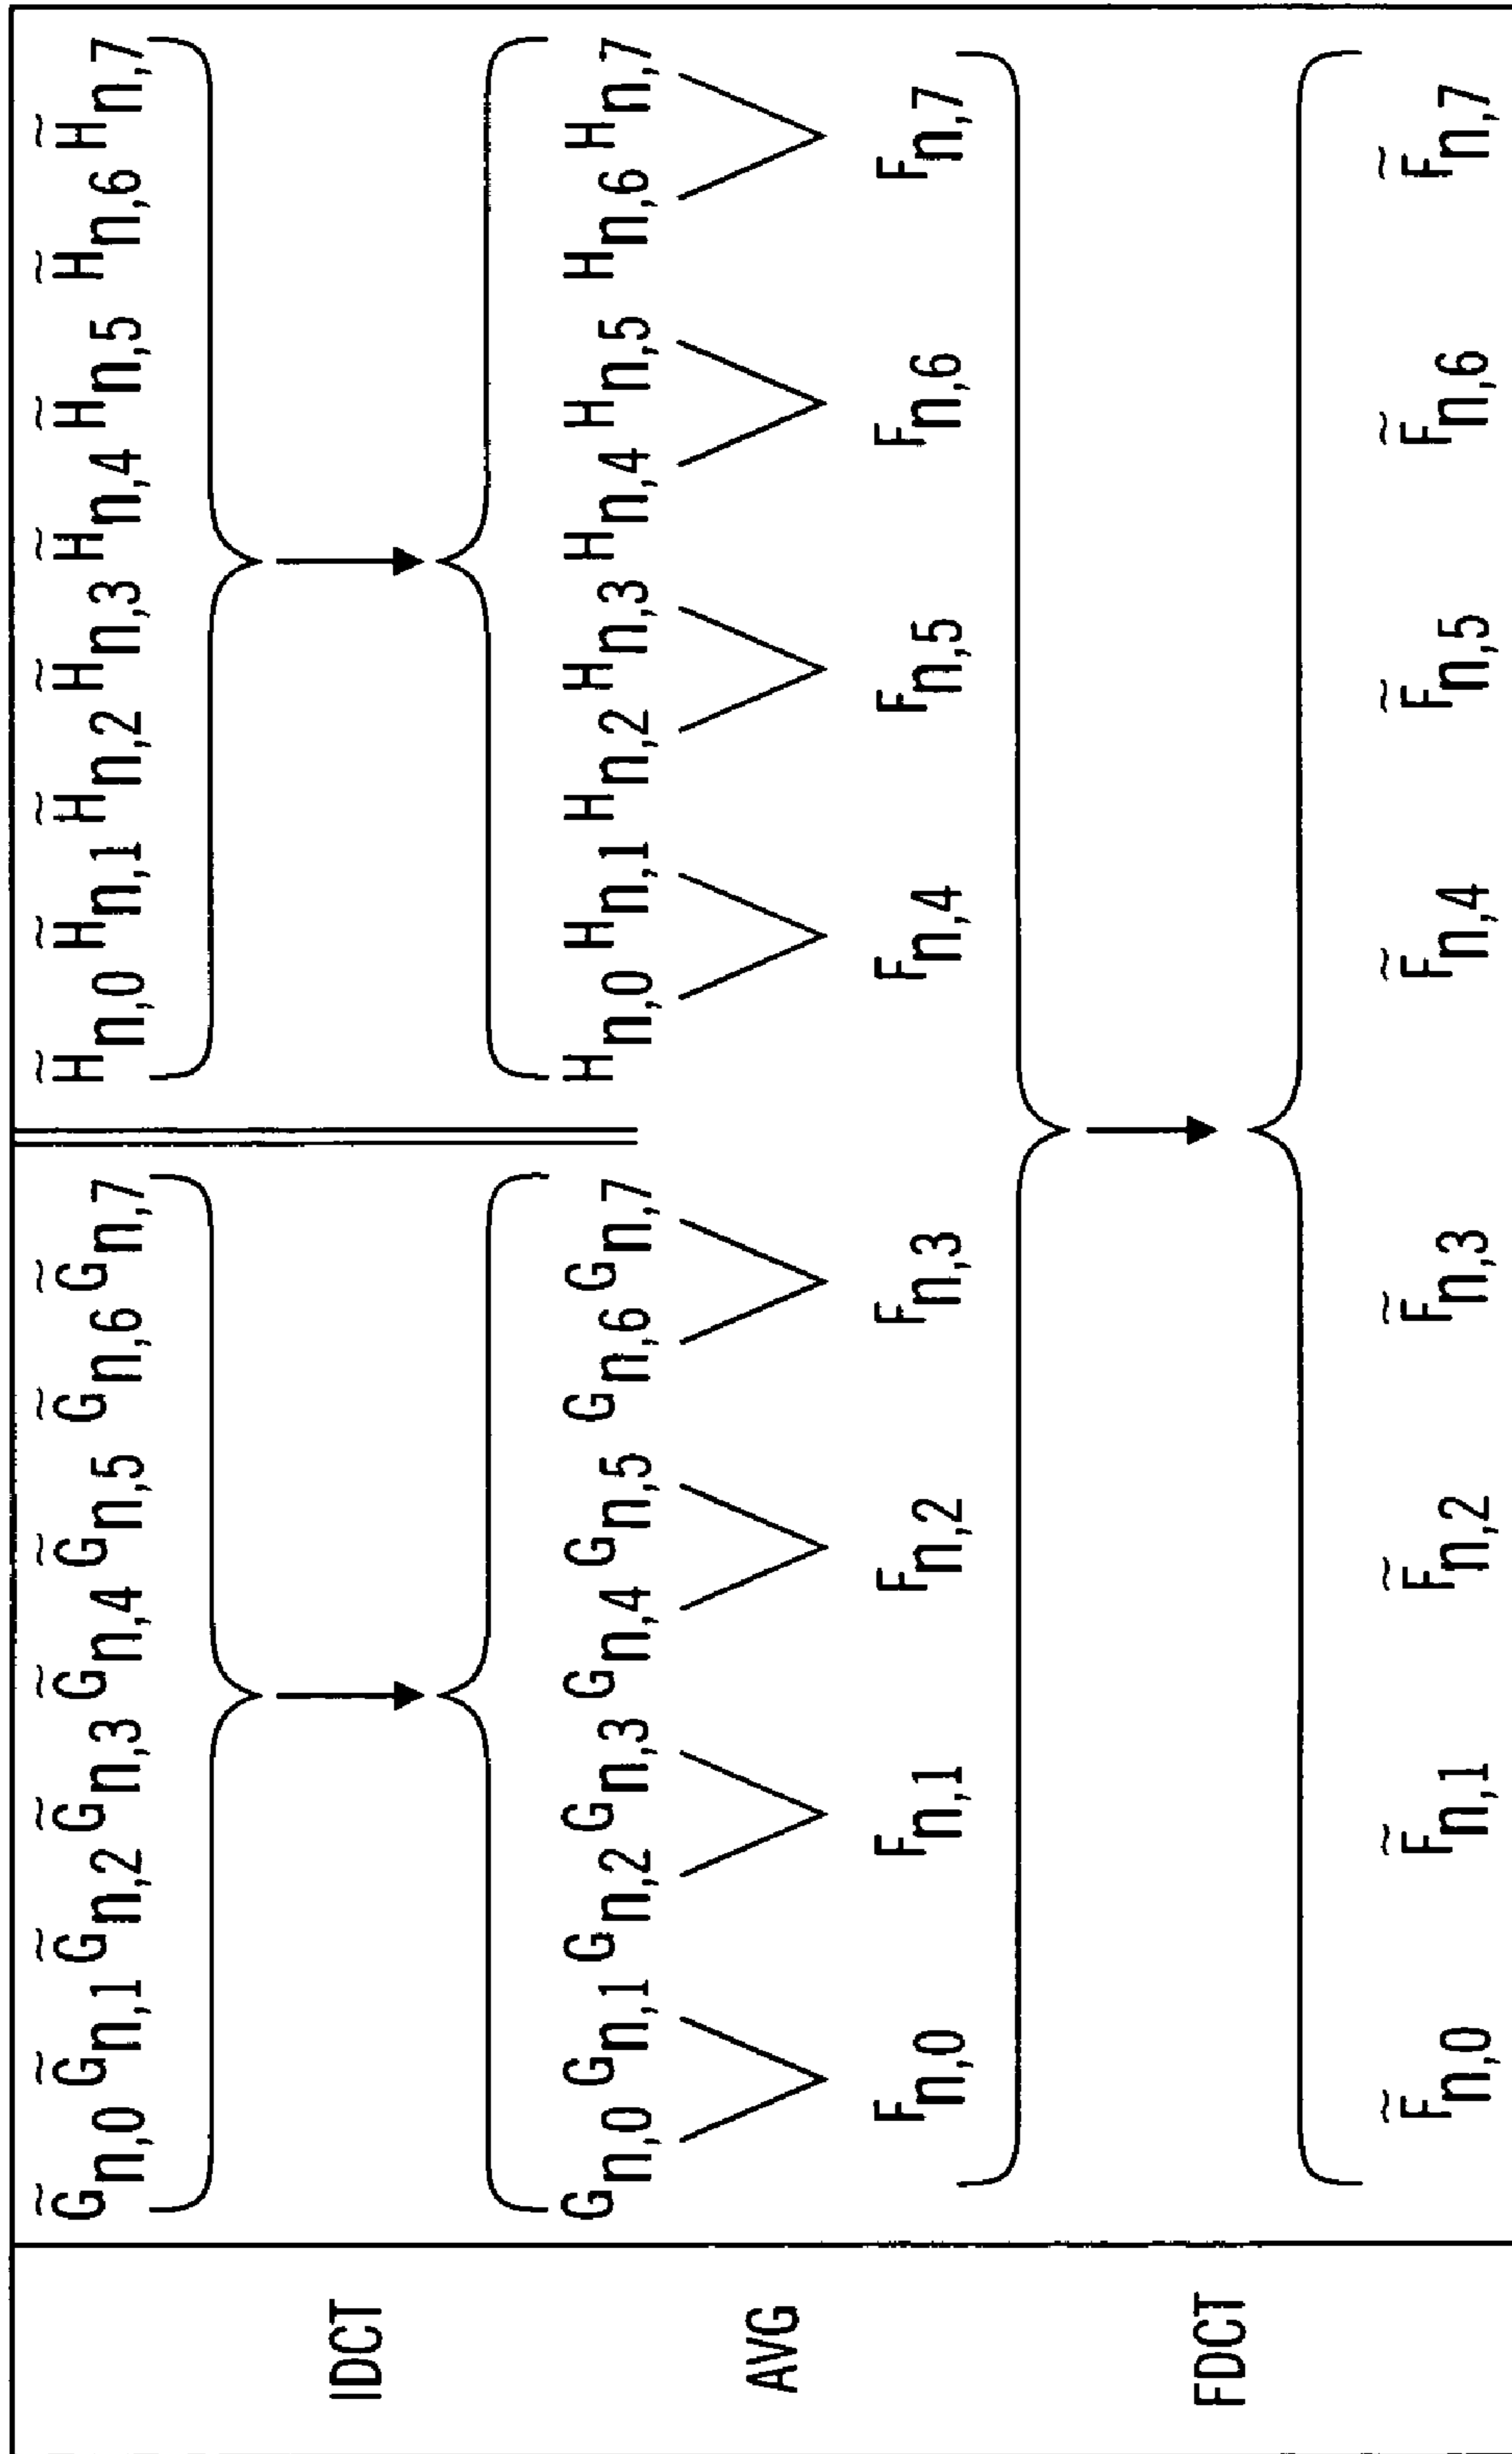 G̃n,0 G̃n,1 G̃n,2 G̃n,3 G̃n,4 G̃n,5 G̃n,6 G̃n,7 H̃n,0 H̃n,1 H̃n,2 H̃n,3 H̃n,4 H̃n,5 H̃n,6 H̃n,7
IDCT
Gn,0 Gn,1 Gn,2 Gn,3 Gn,4 Gn,5 Gn,6 Gn,7 Hn,0 Hn,1 Hn,2 Hn,3 Hn,4 Hn,5 Hn,6 Hn,7
AVG
Fn,0 Fn,1 Fn,2 Fn,3 Fn,4 Fn,5 Fn,6 Fn,7
FDCT
F̃n,0 F̃n,1 F̃n,2 F̃n,3 F̃n,4 F̃n,5 F̃n,6 F̃n,7